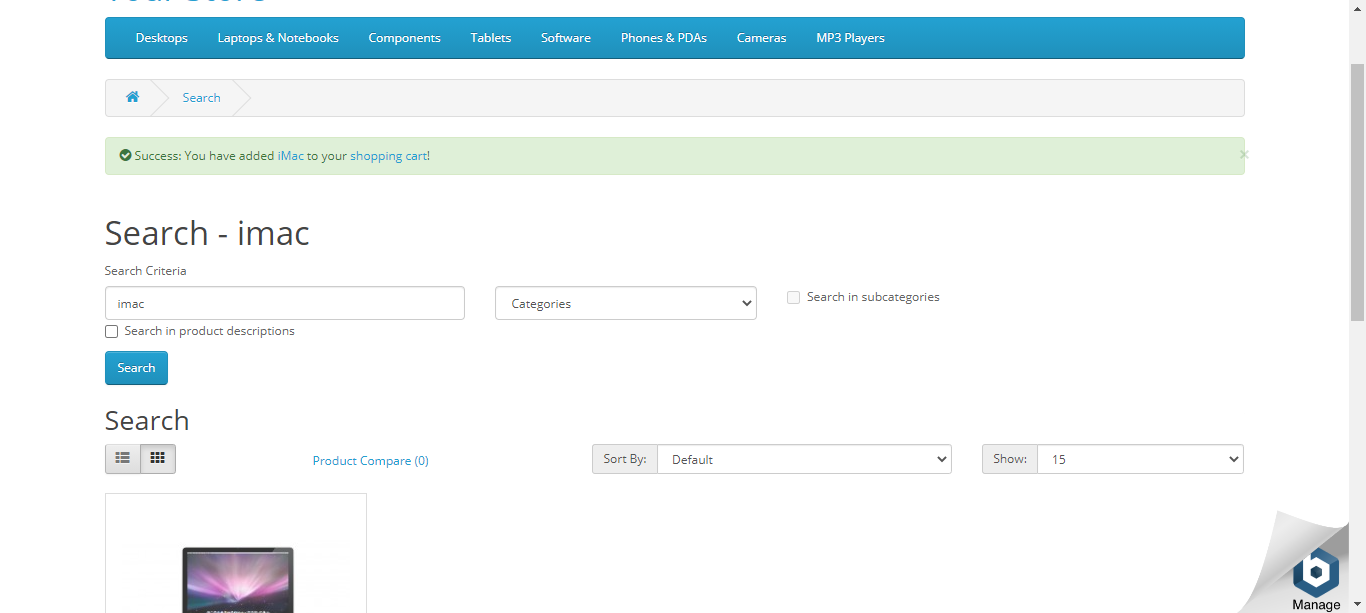 Your Store
Desktops Laptops & Notebooks Components Tablets Software Phones & PDAs Cameras MP3 Players
Search
Success: You have added iMac to your shopping cart!
×
Search - imac
Search Criteria
imac Categories Search in subcategories
Search in product descriptions
Search
Search
Product Compare (0) Sort By: Default Show: 15
Manage